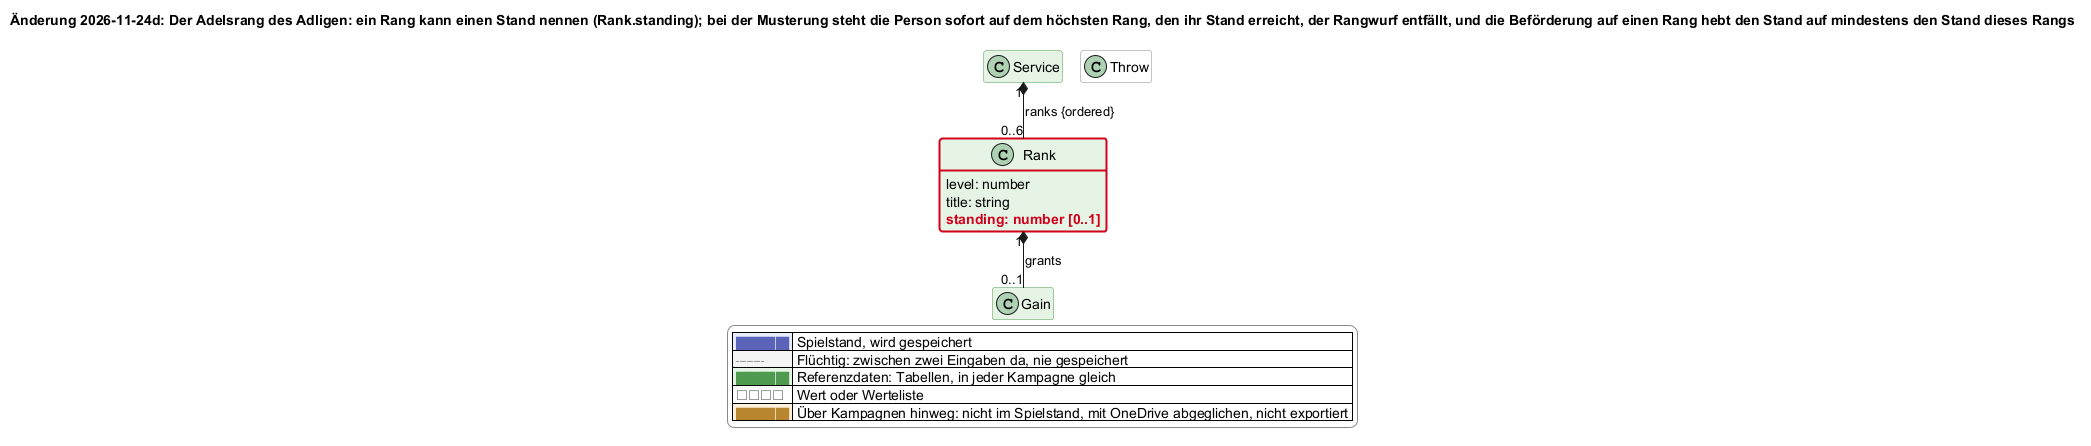 Änderung 2026-11-24d: Der Adelsrang des Adligen: ein Rang kann einen Stand nennen (Rank.standing); bei der Musterung steht die Person sofort auf dem höchsten Rang, den ihr Stand erreicht, der Rangwurf entfällt, und die Beförderung auf einen Rang hebt den Stand auf mindestens den Stand dieses Rangs
C Service
C Throw
1
ranks {ordered}
0..6
C Rank
level: number
title: string
standing: number [0..1]
1
grants
0..1
C Gain
Spielstand, wird gespeichert
Flüchtig: zwischen zwei Eingaben da, nie gespeichert
Referenzdaten: Tabellen, in jeder Kampagne gleich
Wert oder Werteliste
Über Kampagnen hinweg: nicht im Spielstand, mit OneDrive abgeglichen, nicht exportiert